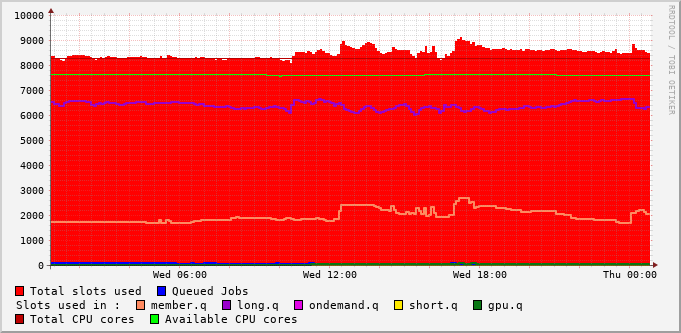 10000
9000
8000
7000
6000
5000
4000
3000
2000
1000
0
Wed 06:00 Wed 12:00 Wed 18:00 Thu 00:00
Total slots used Queued Jobs
Slots used in : member.q long.q ondemand.q short.q gpu.q
Total CPU cores Available CPU cores
RRDTOOL / TOBI OETIKER